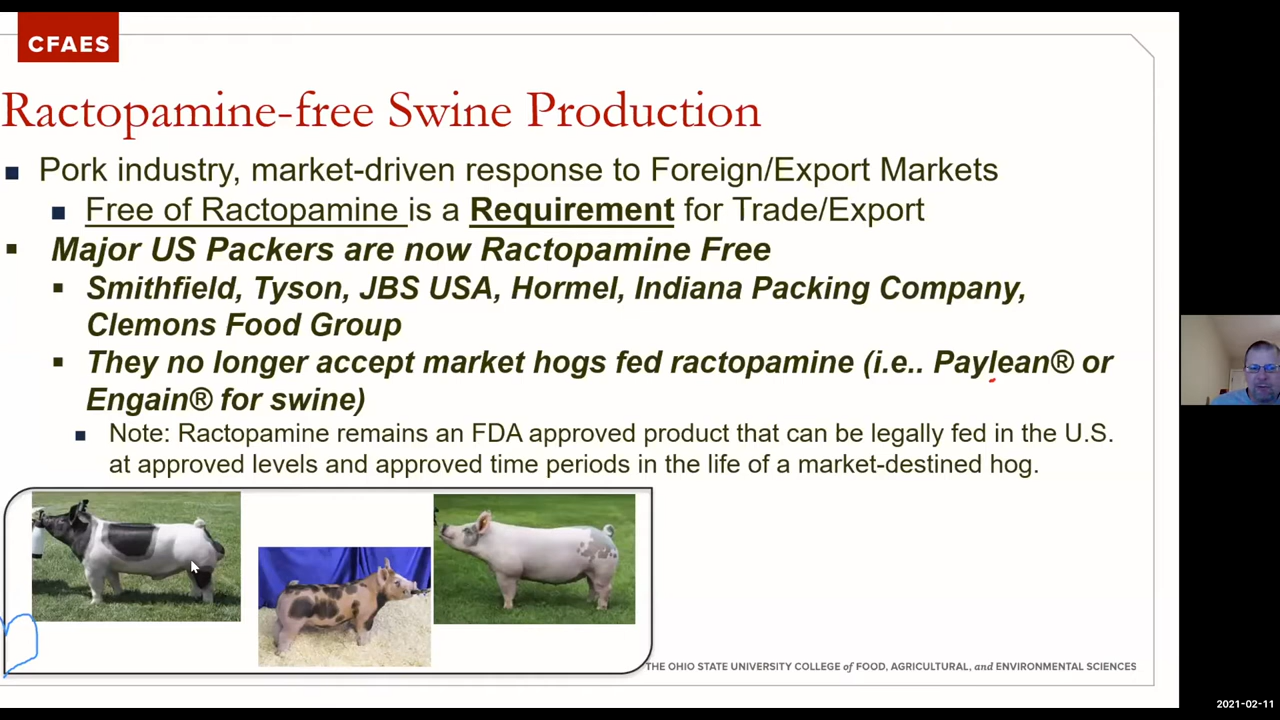 CFAES
Ractopamine-free Swine Production
Pork industry, market-driven response to Foreign/Export Markets
Free of Ractopamine is a Requirement for Trade/Export
Major US Packers are now Ractopamine Free
Smithfield, Tyson, JBS USA, Hormel, Indiana Packing Company,
Clemons Food Group
They no longer accept market hogs fed ractopamine (i.e.. Paylean® or
Engain® for swine)
Note: Ractopamine remains an FDA approved product that can be legally fed in the U.S.
at approved levels and approved time periods in the life of a market-destined hog.
THE OHIO STATE UNIVERSITY COLLEGE of FOOD, AGRICULTURAL, and ENVIRONMENTAL SCIENCES
2021-02-11